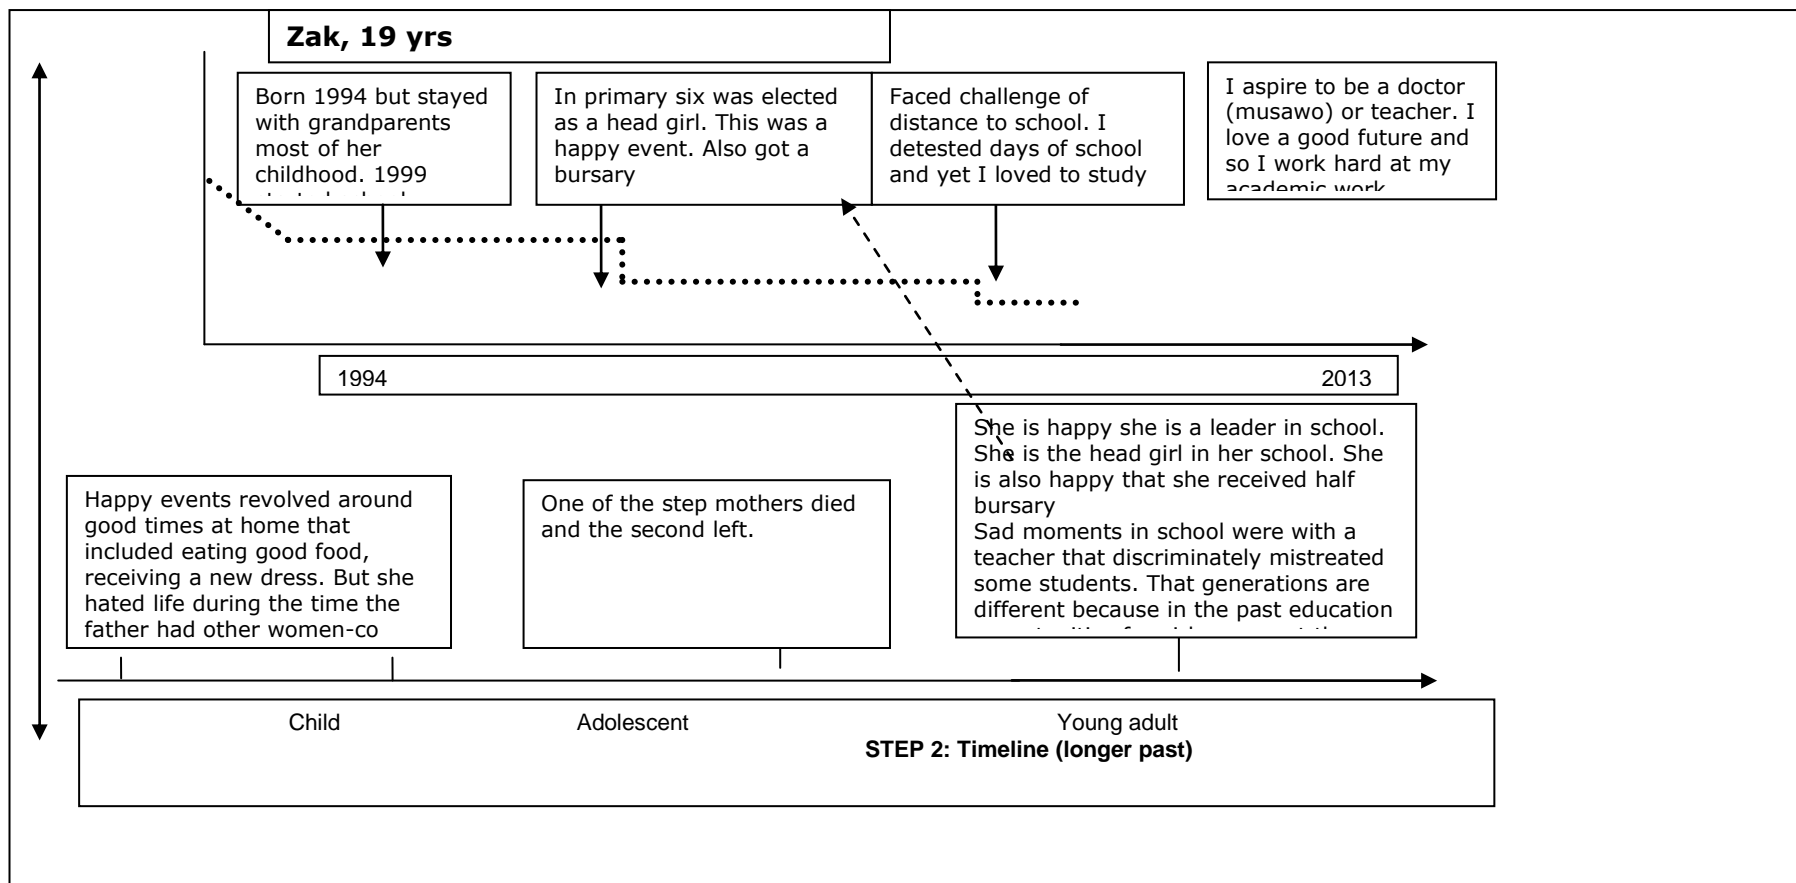 Zak, 19 yrs
Born 1994 but stayed
with grandparents
most of her
childhood. 1999
In primary six was elected
as a head girl. This was a
happy event. Also got a
bursary
Faced challenge of
distance to school. I
detested days of school
and yet I loved to study
I aspire to be a doctor
(musawo) or teacher. I
love a good future and
so I work hard at my
academic work
1994 2013
Happy events revolved around
good times at home that
included eating good food,
receiving a new dress. But she
hated life during the time the
father had other women-co
One of the step mothers died
and the second left.
She is happy she is a leader in school.
She is the head girl in her school. She
is also happy that she received half
bursary
Sad moments in school were with a
teacher that discriminately mistreated
some students. That generations are
different because in the past education
Child Adolescent Young adult
STEP 2: Timeline (longer past)